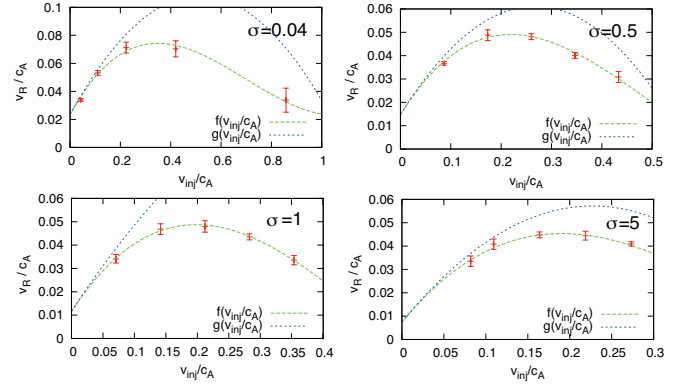 0.1
0.08
0.06
0.04
0.02
0
v_R / c_A
σ=0.04
f(v_inj/c_A)
g(v_inj/c_A)
0 0.2 0.4 0.6 0.8 1
v_inj/c_A
0.06
0.05
0.04
0.03
0.02
0.01
0
v_R / c_A
σ=0.5
f(v_inj/c_A)
g(v_inj/c_A)
0 0.1 0.2 0.3 0.4 0.5
v_inj/c_A
0.06
0.05
0.04
0.03
0.02
0.01
0
v_R / c_A
σ=1
f(v_inj/c_A)
g(v_inj/c_A)
0 0.05 0.1 0.15 0.2 0.25 0.3 0.35 0.4
v_inj/c_A
0.06
0.05
0.04
0.03
0.02
0.01
0
v_R / c_A
σ=5
f(v_inj/c_A)
g(v_inj/c_A)
0 0.05 0.1 0.15 0.2 0.25 0.3
v_inj/c_A